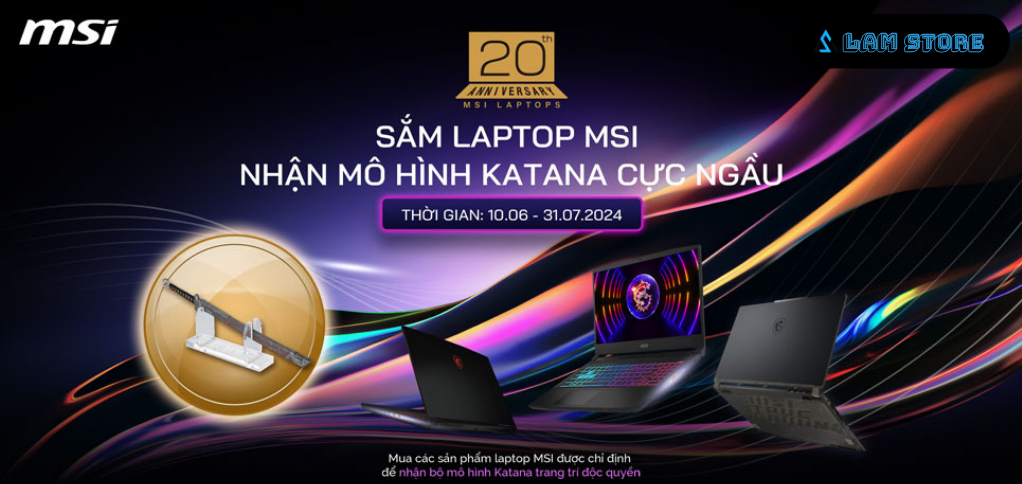 msi
LAM STORE
20th
ANNIVERSARY
MSI LAPTOPS
SẮM LAPTOP MSI
NHẬN MÔ HÌNH KATANA CỰC NGẦU
THỜI GIAN: 10.06 - 31.07.2024
Mua các sản phẩm laptop MSI được chỉ định
để nhận bộ mô hình Katana trang trí độc quyền